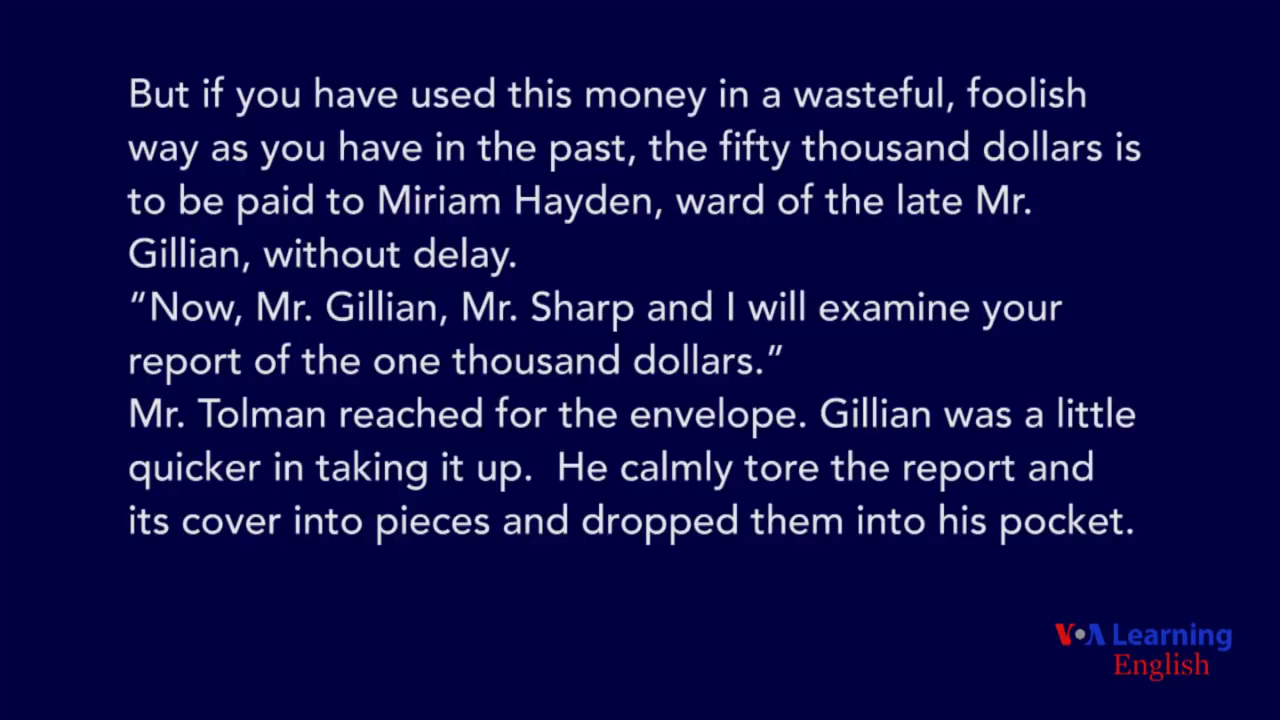 But if you have used this money in a wasteful, foolish
way as you have in the past, the fifty thousand dollars is
to be paid to Miriam Hayden, ward of the late Mr.
Gillian, without delay.
“Now, Mr. Gillian, Mr. Sharp and I will examine your
report of the one thousand dollars.”
Mr. Tolman reached for the envelope. Gillian was a little
quicker in taking it up.  He calmly tore the report and
its cover into pieces and dropped them into his pocket.
VOA Learning
English